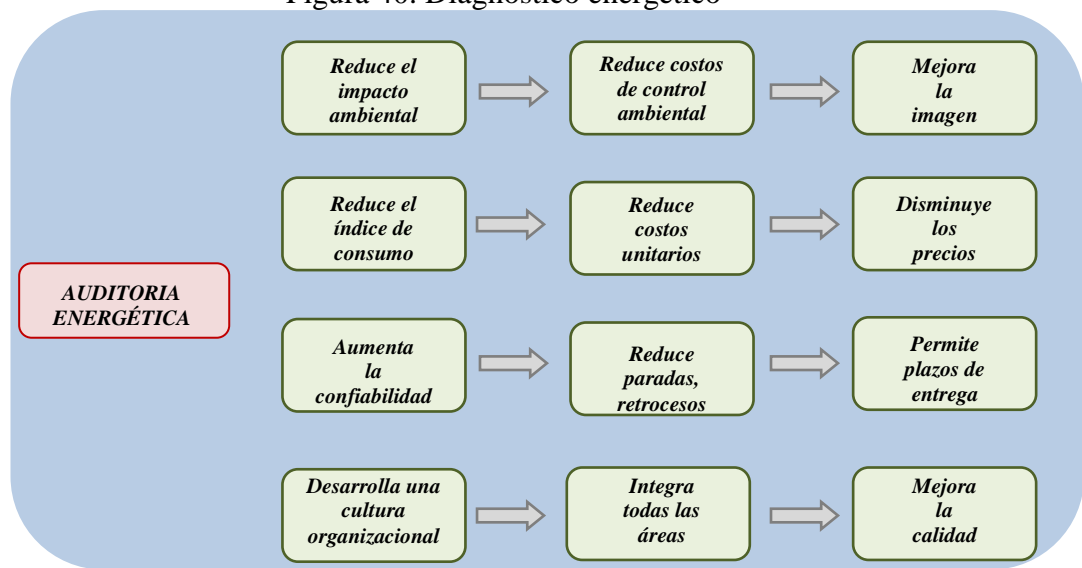 Reduce el
impacto
ambiental
Reduce costos
de control
ambiental
Mejora
la
imagen
Reduce el
índice de
consumo
Reduce
costos
unitarios
Disminuye
los
precios
AUDITORIA
ENERGÉTICA
Aumenta
la
confiabilidad
Reduce
paradas,
retrocesos
Permite
plazos de
entrega
Desarrolla una
cultura
organizacional
Integra
todas las
áreas
Mejora
la
calidad